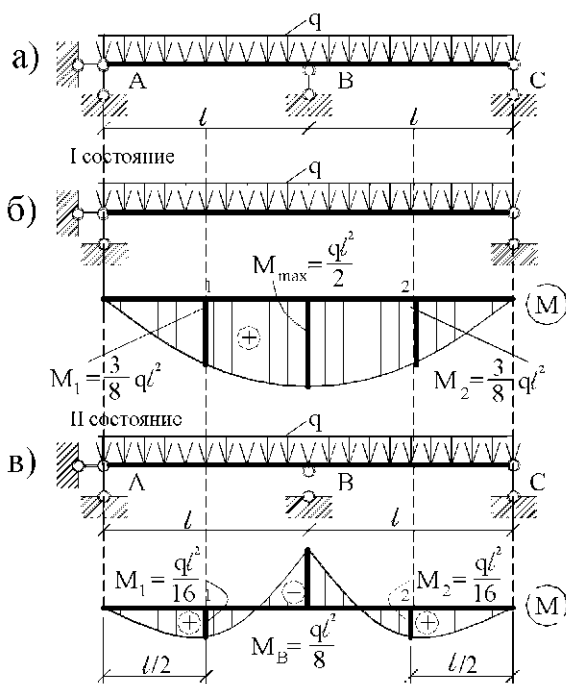 q
а)
A B C
l l
I состояние
q
б)
M_max = ql²/2
1 2
M
+
M₁ = 3/8 ql² M₂ = 3/8 ql²
II состояние
q
в)
A B C
l l
M₁ = ql²/16 M₂ = ql²/16
1 2
M
+ − +
M_B = ql²/8
l/2 l/2